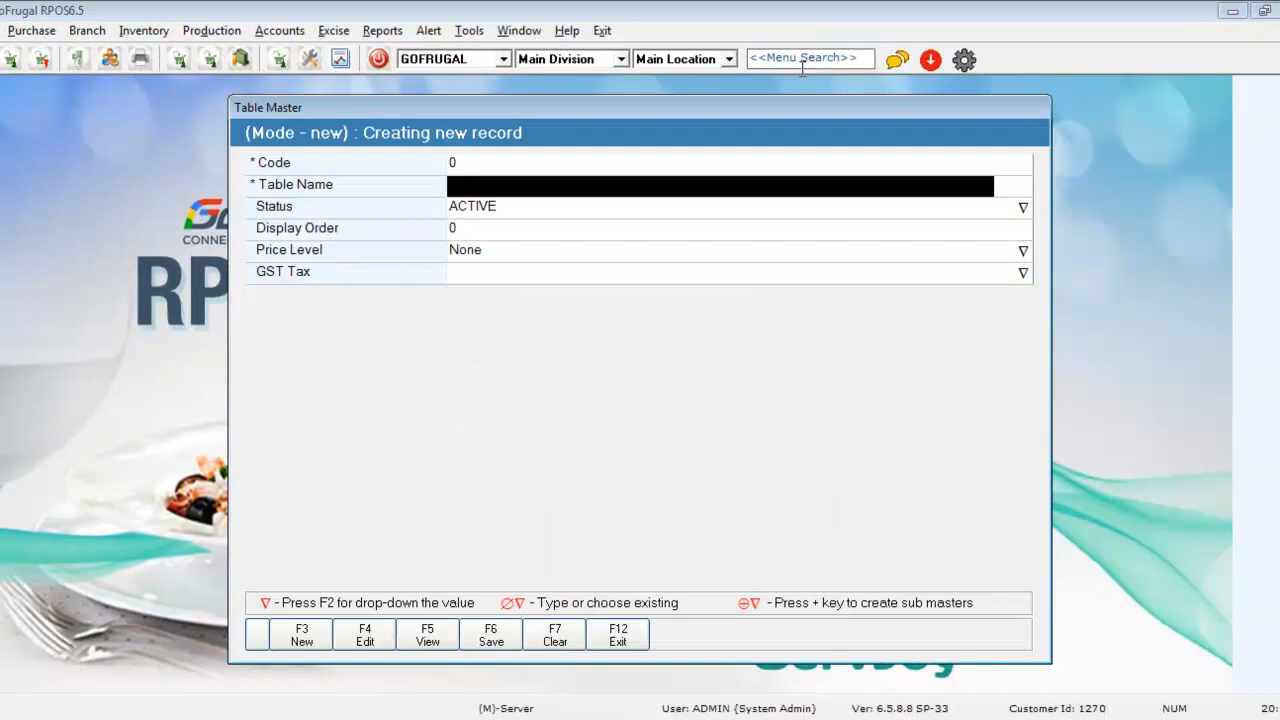 oFrugal RPOS6.5
Purchase Branch Inventory Production Accounts Excise Reports Alert Tools Window Help Exit
GOFRUGAL Main Division Main Location <<Menu Search>>
Table Master
(Mode - new) : Creating new record
* Code 0
* Table Name
Status ACTIVE
Display Order 0
Price Level None
GST Tax
CONNE
RP
- Press F2 for drop-down the value - Type or choose existing - Press + key to create sub masters
F3 New F4 Edit F5 View F6 Save F7 Clear F12 Exit
(M)-Server User: ADMIN {System Admin} Ver: 6.5.8.8 SP-33 Customer Id: 1270 NUM 20: